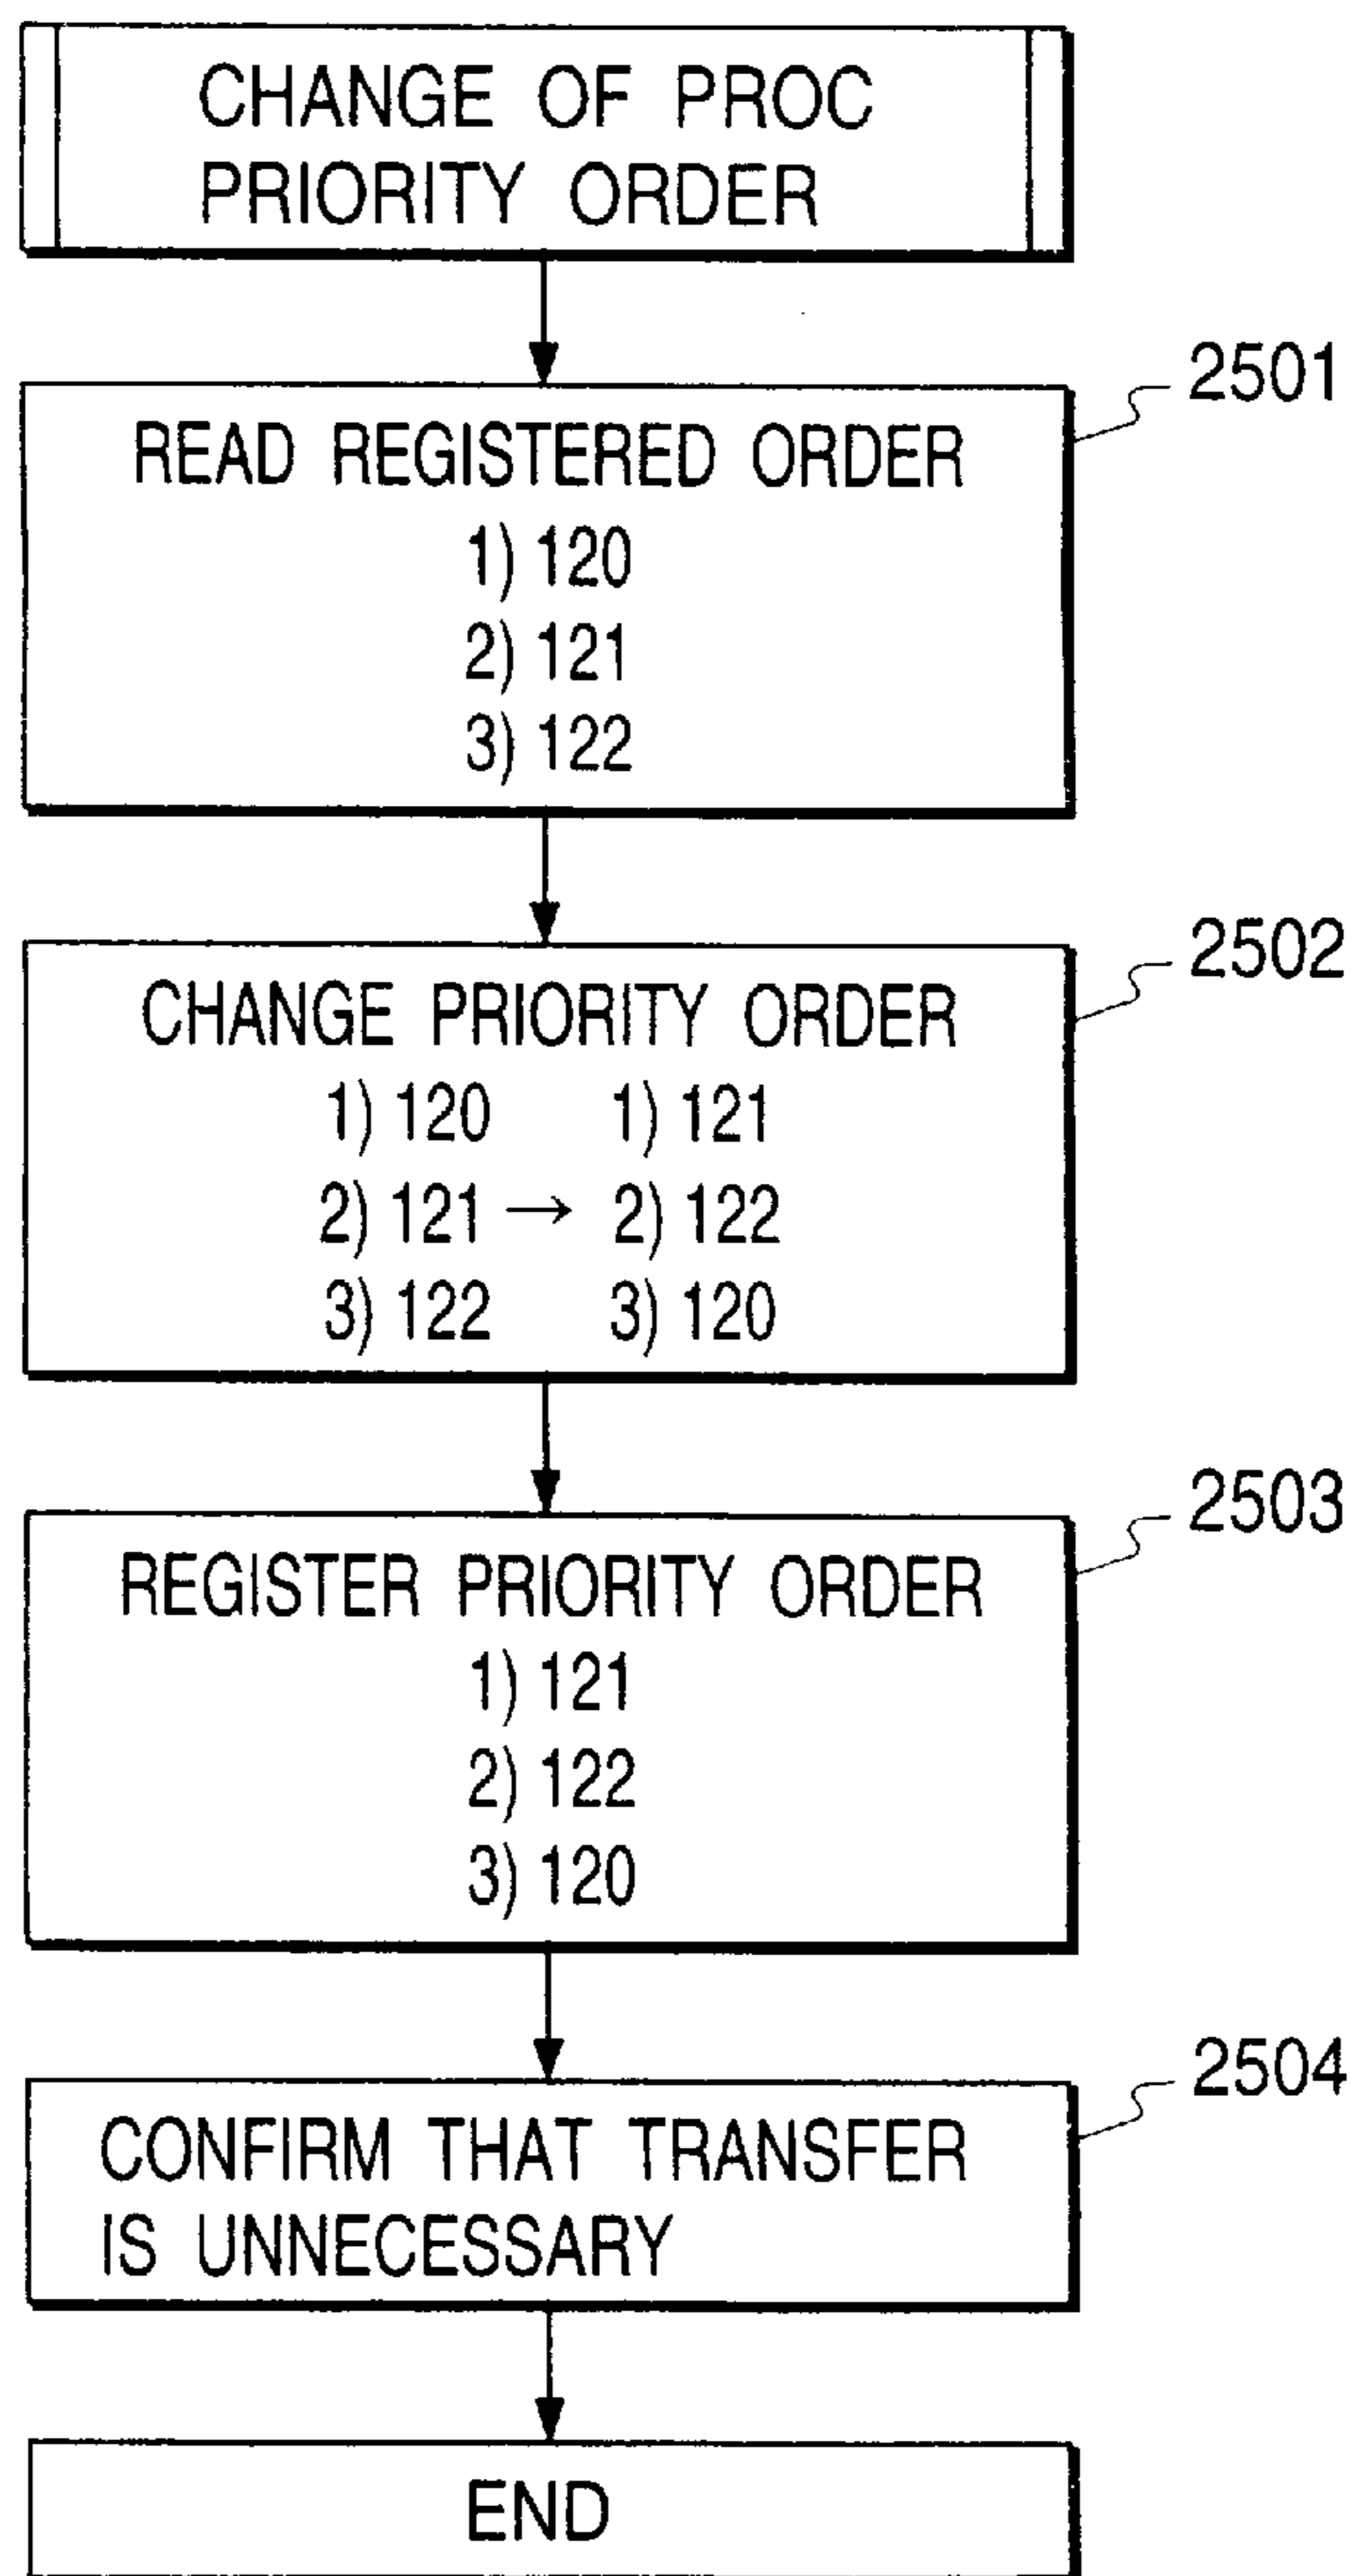 CHANGE OF PROC
PRIORITY ORDER
2501
READ REGISTERED ORDER
1) 120
2) 121
3) 122
2502
CHANGE PRIORITY ORDER
1) 120 1) 121
2) 121 → 2) 122
3) 122 3) 120
2503
REGISTER PRIORITY ORDER
1) 121
2) 122
3) 120
2504
CONFIRM THAT TRANSFER
IS UNNECESSARY
END